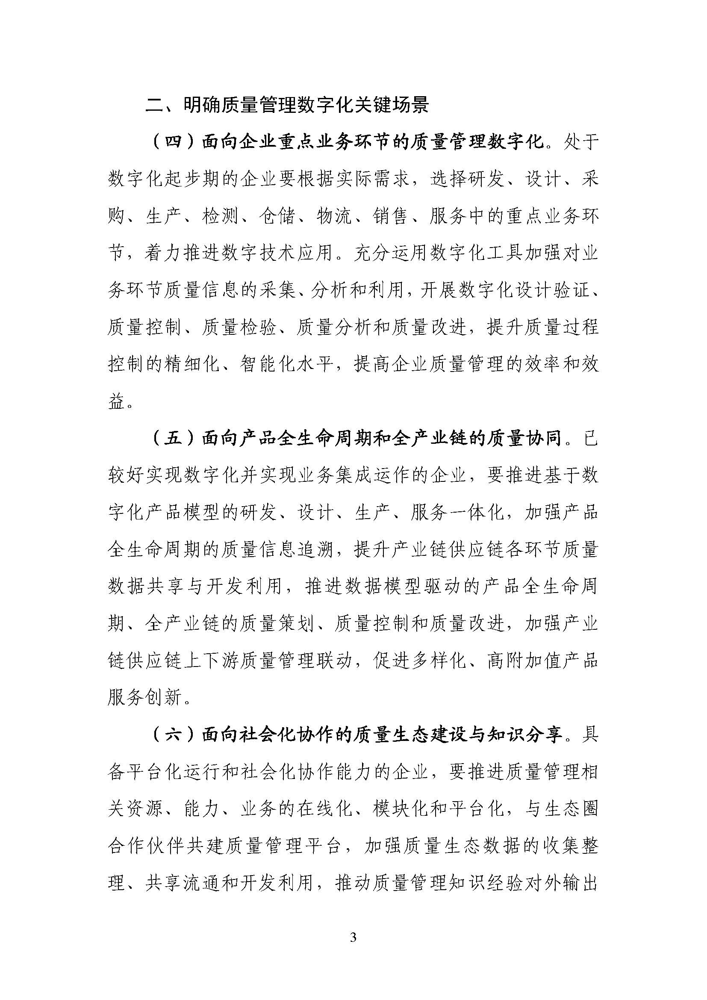 二、明确质量管理数字化关键场景
（四）面向企业重点业务环节的质量管理数字化。处于
数字化起步期的企业要根据实际需求，选择研发、设计、采
购、生产、检测、仓储、物流、销售、服务中的重点业务环
节，着力推进数字技术应用。充分运用数字化工具加强对业
务环节质量信息的采集、分析和利用，开展数字化设计验证、
质量控制、质量检验、质量分析和质量改进，提升质量过程
控制的精细化、智能化水平，提高企业质量管理的效率和效
益。
（五）面向产品全生命周期和全产业链的质量协同。已
较好实现数字化并实现业务集成运作的企业，要推进基于数
字化产品模型的研发、设计、生产、服务一体化，加强产品
全生命周期的质量信息追溯，提升产业链供应链各环节质量
数据共享与开发利用，推进数据模型驱动的产品全生命周
期、全产业链的质量策划、质量控制和质量改进，加强产业
链供应链上下游质量管理联动，促进多样化、高附加值产品
服务创新。
（六）面向社会化协作的质量生态建设与知识分享。具
备平台化运行和社会化协作能力的企业，要推进质量管理相
关资源、能力、业务的在线化、模块化和平台化，与生态圈
合作伙伴共建质量管理平台，加强质量生态数据的收集整
理、共享流通和开发利用，推动质量管理知识经验对外输出
3